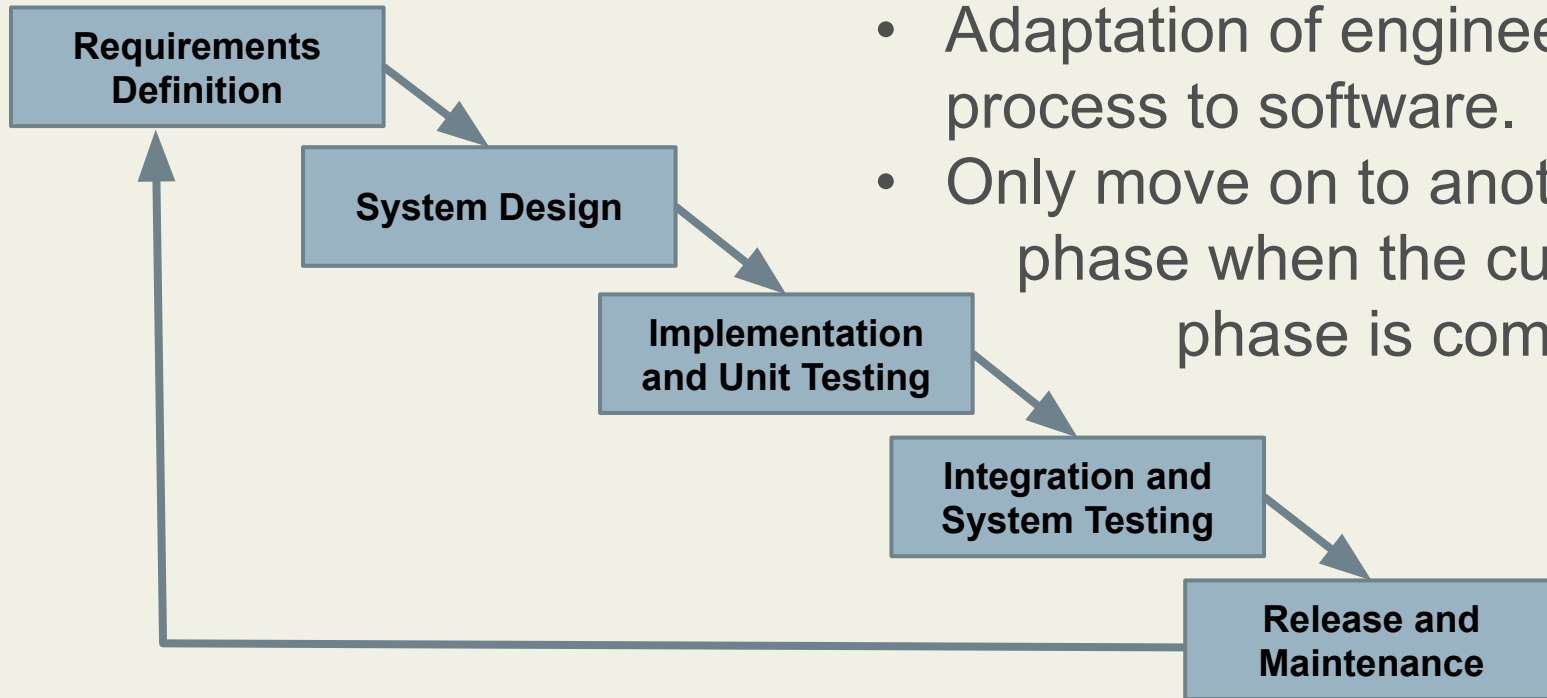 Requirements
Definition
System Design
Implementation
and Unit Testing
Integration and
System Testing
Release and
Maintenance
• Adaptation of
process to software.
• Only move on to
phase when the
phase is